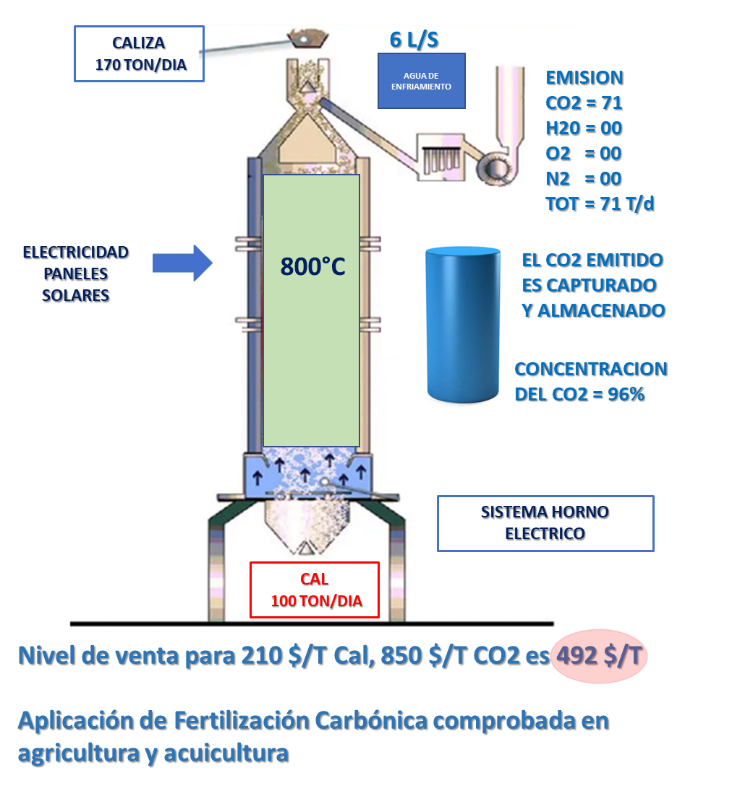 CALIZA
170 TON/DIA
6 L/S
AGUA DE
ENFRIAMIENTO
EMISION
CO2 = 71
H20 = 00
O2 = 00
N2 = 00
TOT = 71 T/d
ELECTRICIDAD
PANELES
SOLARES
800°C
EL CO2 EMITIDO
ES CAPTURADO
Y ALMACENADO
CONCENTRACION
DEL CO2 = 96%
SISTEMA HORNO
ELECTRICO
CAL
100 TON/DIA
Nivel de venta para 210 $/T Cal, 850 $/T CO2 es 492 $/T
Aplicación de Fertilización Carbónica comprobada en
agricultura y acuicultura